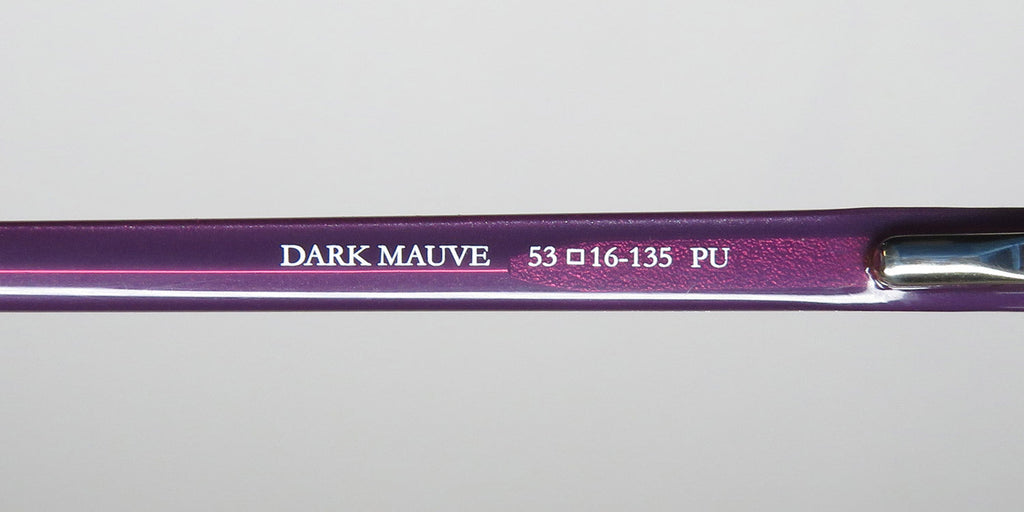 DARK MAUVE 53 □ 16-135 PU